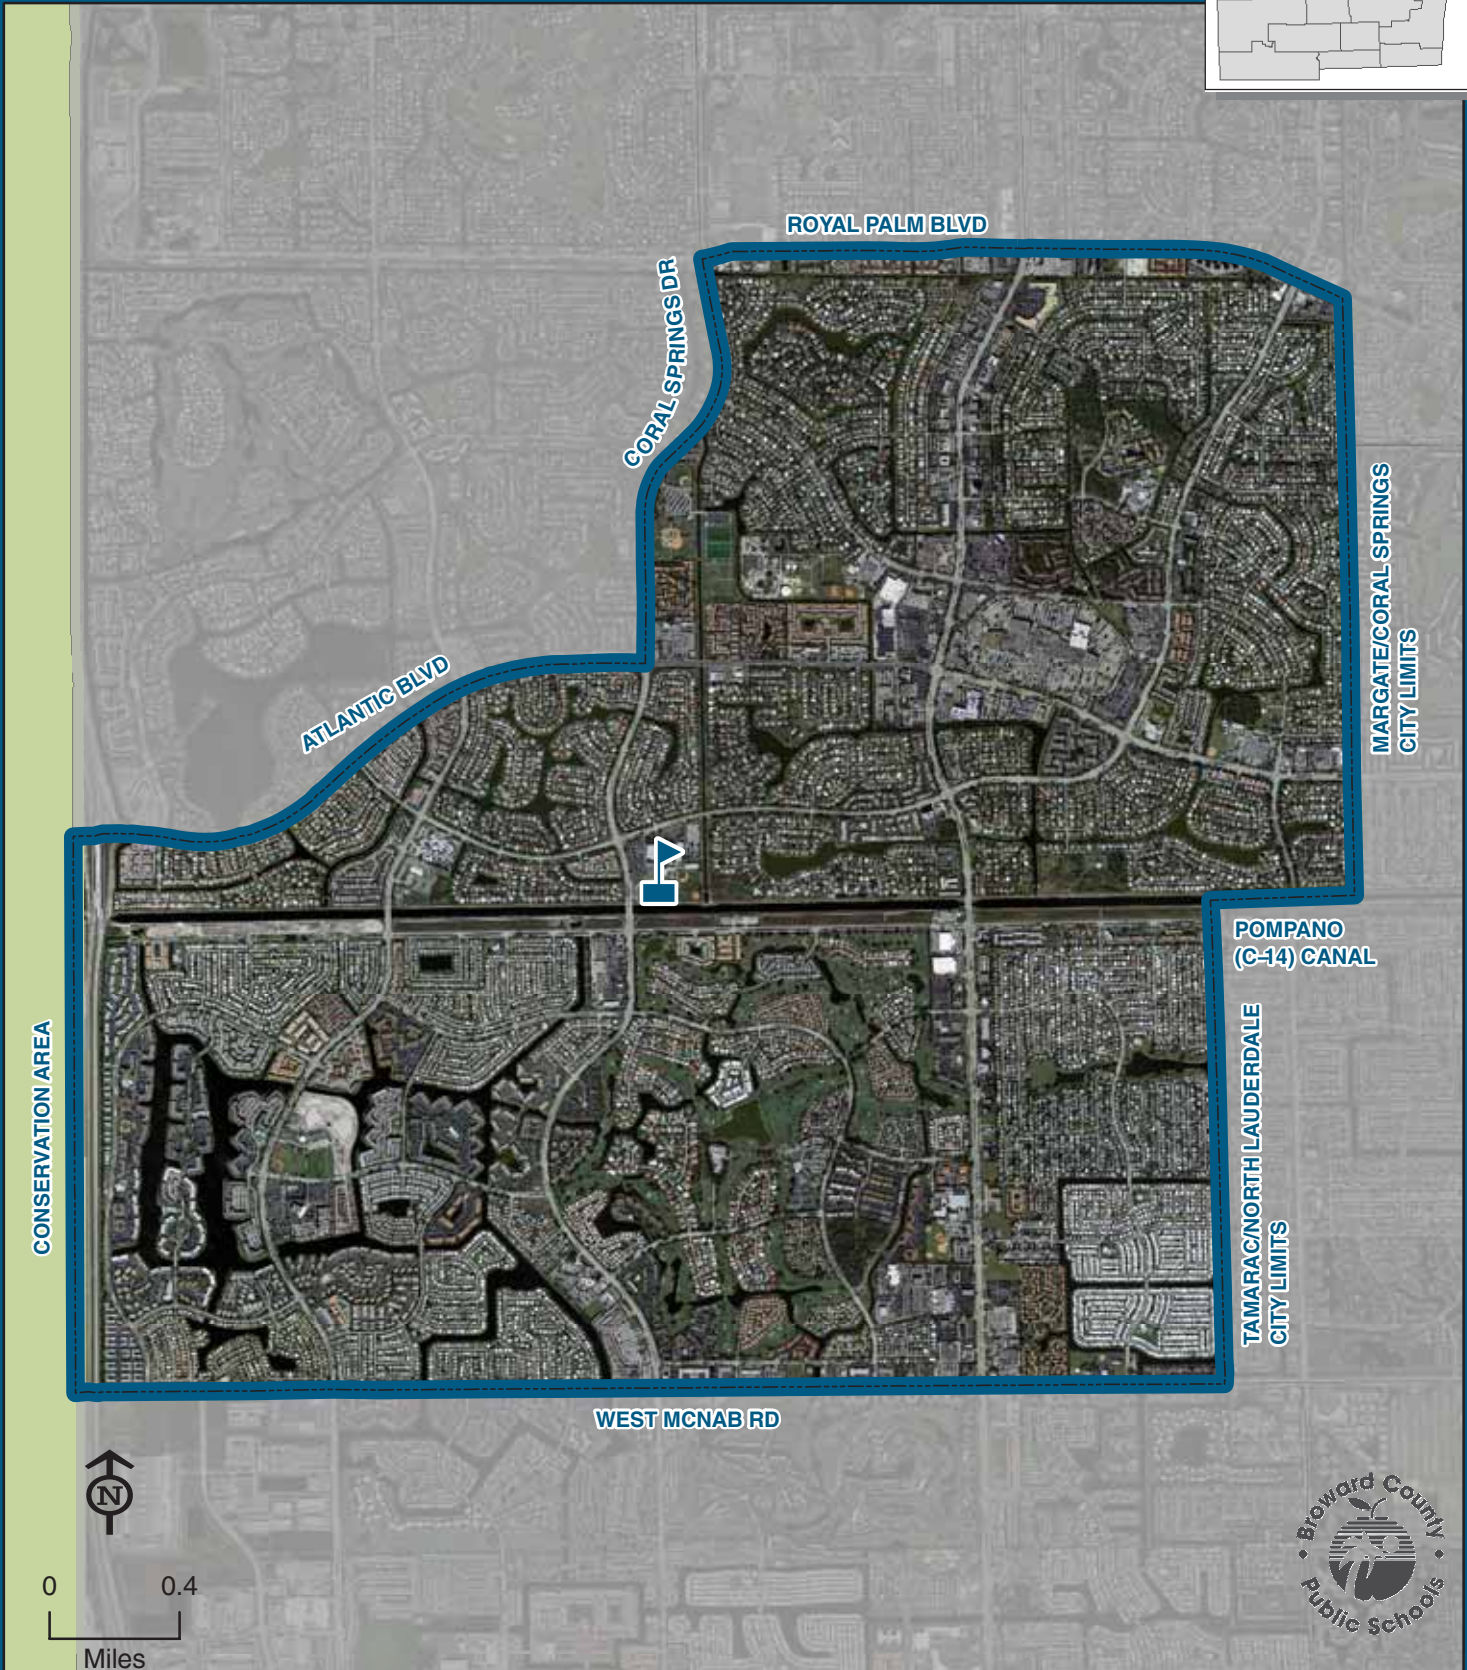 ROYAL PALM BLVD
CORAL SPRINGS DR
ATLANTIC BLVD
MARGATE/CORAL SPRINGS
CITY LIMITS
POMPANO
(C-14) CANAL
CONSERVATION AREA
TAMARAC/NORTH LAUDERDALE
CITY LIMITS
WEST MCNAB RD
N
0 0.4
Miles
Broward County
Public Schools